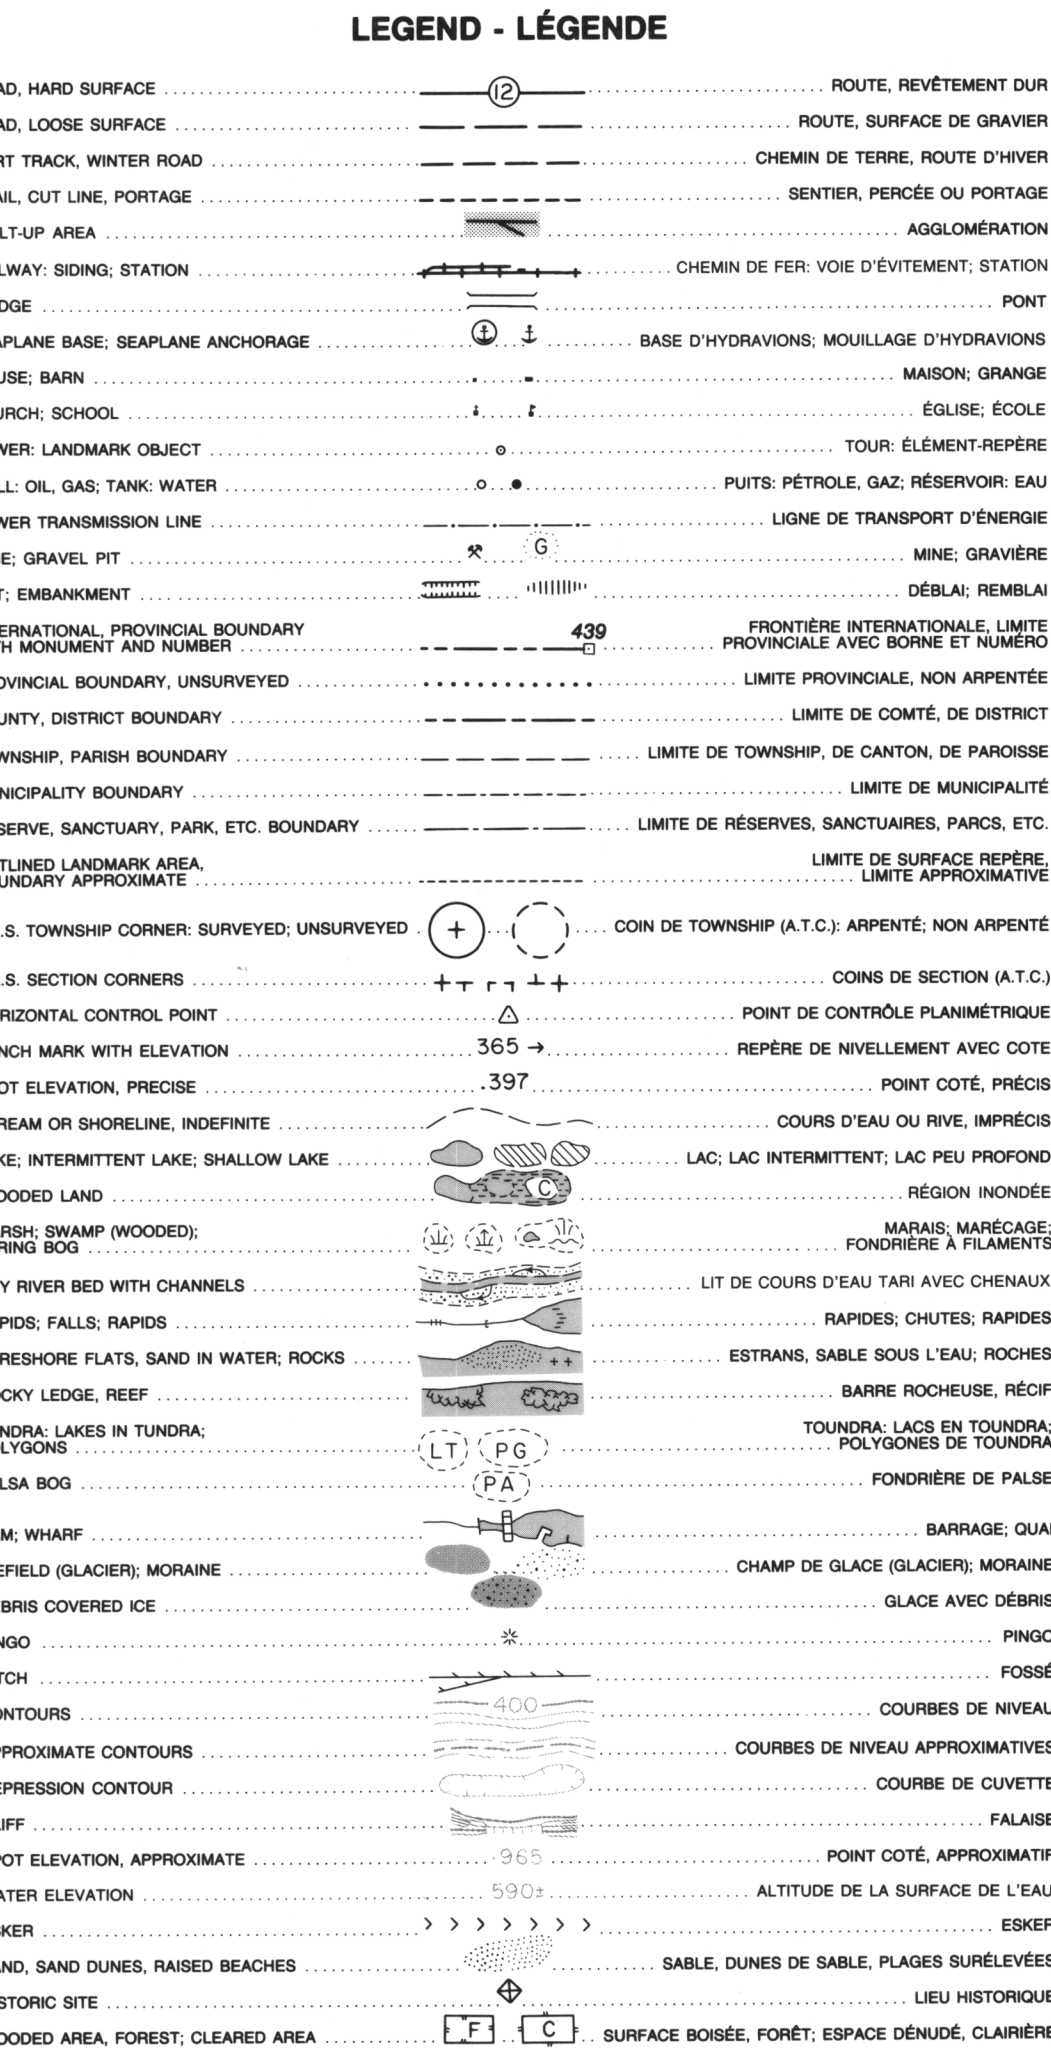 LEGEND - LÉGENDE
AD, HARD SURFACE 12 ROUTE, REVÊTEMENT DUR
AD, LOOSE SURFACE ROUTE, SURFACE DE GRAVIER
RT TRACK, WINTER ROAD CHEMIN DE TERRE, ROUTE D'HIVER
AIL, CUT LINE, PORTAGE SENTIER, PERCÉE OU PORTAGE
LT-UP AREA AGGLOMÉRATION
LWAY: SIDING; STATION CHEMIN DE FER: VOIE D'ÉVITEMENT; STATION
DGE PONT
APLANE BASE; SEAPLANE ANCHORAGE BASE D'HYDRAVIONS; MOUILLAGE D'HYDRAVIONS
USE; BARN MAISON; GRANGE
URCH; SCHOOL ÉGLISE; ÉCOLE
WER: LANDMARK OBJECT TOUR: ÉLÉMENT-REPÈRE
LL: OIL, GAS; TANK: WATER PUITS: PÉTROLE, GAZ; RÉSERVOIR: EAU
WER TRANSMISSION LINE LIGNE DE TRANSPORT D'ÉNERGIE
E; GRAVEL PIT G MINE; GRAVIÈRE
T; EMBANKMENT DÉBLAI; REMBLAI
ERNATIONAL, PROVINCIAL BOUNDARY 439 FRONTIÈRE INTERNATIONALE, LIMITE
TH MONUMENT AND NUMBER PROVINCIALE AVEC BORNE ET NUMÉRO
OVINCIAL BOUNDARY, UNSURVEYED LIMITE PROVINCIALE, NON ARPENTÉE
UNTY, DISTRICT BOUNDARY LIMITE DE COMTÉ, DE DISTRICT
WNSHIP, PARISH BOUNDARY LIMITE DE TOWNSHIP, DE CANTON, DE PAROISSE
NICIPALITY BOUNDARY LIMITE DE MUNICIPALITÉ
SERVE, SANCTUARY, PARK, ETC. BOUNDARY LIMITE DE RÉSERVES, SANCTUAIRES, PARCS, ETC.
TLINED LANDMARK AREA, LIMITE DE SURFACE REPÈRE,
UNDARY APPROXIMATE LIMITE APPROXIMATIVE
.S. TOWNSHIP CORNER: SURVEYED; UNSURVEYED COIN DE TOWNSHIP (A.T.C.): ARPENTÉ; NON ARPENTÉ
.S. SECTION CORNERS COINS DE SECTION (A.T.C.)
RIZONTAL CONTROL POINT POINT DE CONTRÔLE PLANIMÉTRIQUE
NCH MARK WITH ELEVATION 365 → REPÈRE DE NIVELLEMENT AVEC COTE
OT ELEVATION, PRECISE .397 POINT COTÉ, PRÉCIS
REAM OR SHORELINE, INDEFINITE COURS D'EAU OU RIVE, IMPRÉCIS
KE; INTERMITTENT LAKE; SHALLOW LAKE LAC; LAC INTERMITTENT; LAC PEU PROFOND
OODED LAND C RÉGION INONDÉE
RSH; SWAMP (WOODED); MARAIS; MARÉCAGE;
RING BOG FONDRIÈRE À FILAMENTS
Y RIVER BED WITH CHANNELS LIT DE COURS D'EAU TARI AVEC CHENAUX
PIDS; FALLS; RAPIDS RAPIDES; CHUTES; RAPIDES
RESHORE FLATS, SAND IN WATER; ROCKS ESTRANS, SABLE SOUS L'EAU; ROCHES
OCKY LEDGE, REEF BARRE ROCHEUSE, RÉCIF
NDRA: LAKES IN TUNDRA; TOUNDRA: LACS EN TOUNDRA;
LYGONS LT PG POLYGONES DE TOUNDRA
LSA BOG PA FONDRIÈRE DE PALSE
M; WHARF BARRAGE; QUAI
EFIELD (GLACIER); MORAINE CHAMP DE GLACE (GLACIER); MORAINE
BRIS COVERED ICE GLACE AVEC DÉBRIS
NGO PINGO
TCH FOSSÉ
ONTOURS 400 COURBES DE NIVEAU
PPROXIMATE CONTOURS COURBES DE NIVEAU APPROXIMATIVES
EPRESSION CONTOUR COURBE DE CUVETTE
IFF FALAISE
OT ELEVATION, APPROXIMATE .965 POINT COTÉ, APPROXIMATIF
ATER ELEVATION 590± ALTITUDE DE LA SURFACE DE L'EAU
SKER ESKER
ND, SAND DUNES, RAISED BEACHES SABLE, DUNES DE SABLE, PLAGES SURÉLEVÉES
STORIC SITE LIEU HISTORIQUE
OODED AREA, FOREST; CLEARED AREA F C SURFACE BOISÉE, FORÊT; ESPACE DÉNUDÉ, CLAIRIÈRE